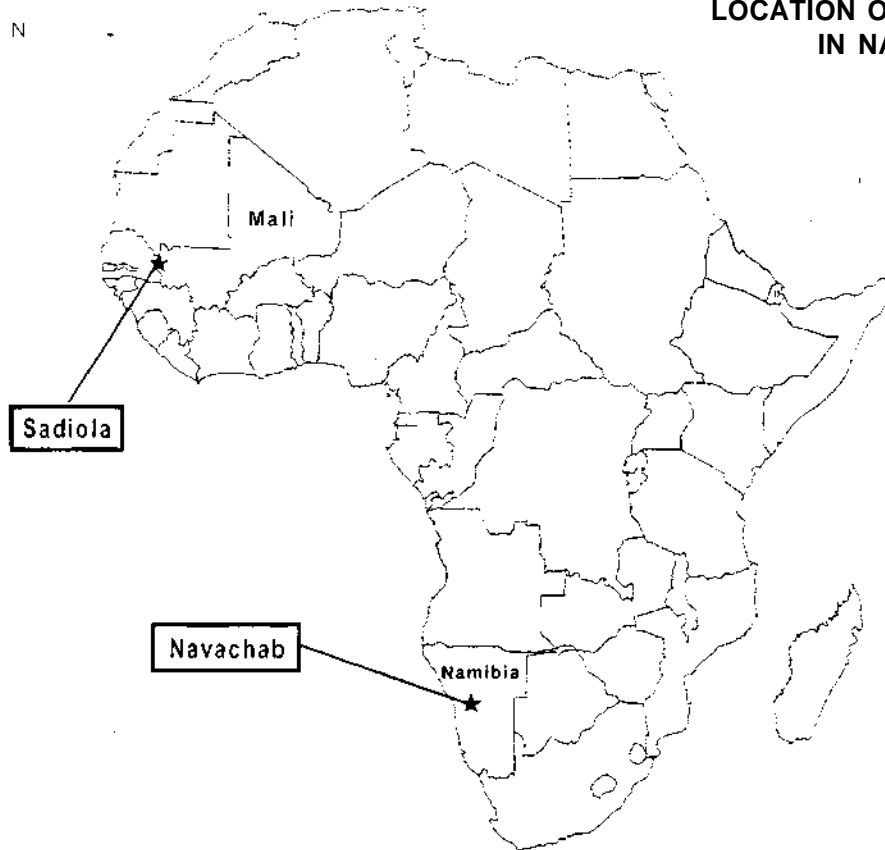 LOCATION O
IN NA
N
Mali
Sadiola
Navachab
Namibia